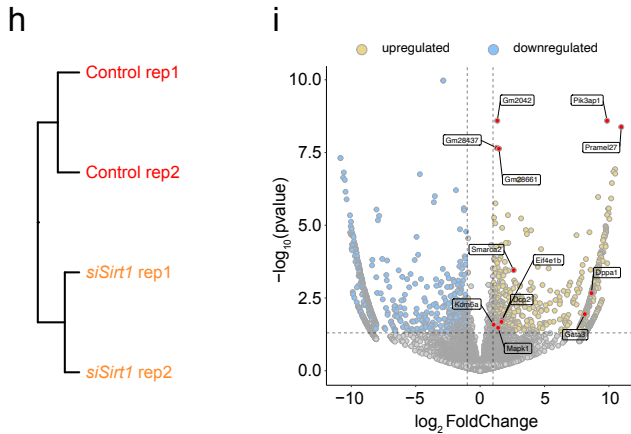 h
Control rep1
Control rep2
siSirt1 rep1
siSirt1 rep2
i
upregulated downregulated
10.0
7.5
5.0
2.5
0.0
−log10(pvalue)
Gm2042
Pik3ap1
Gm28437
Pramel27
Gm28661
Smarca2
Eif4e1b
Dppa1
Kdm5a
Dcp2
Gata3
Mapk1
−10 −5 0 5 10
log2 FoldChange